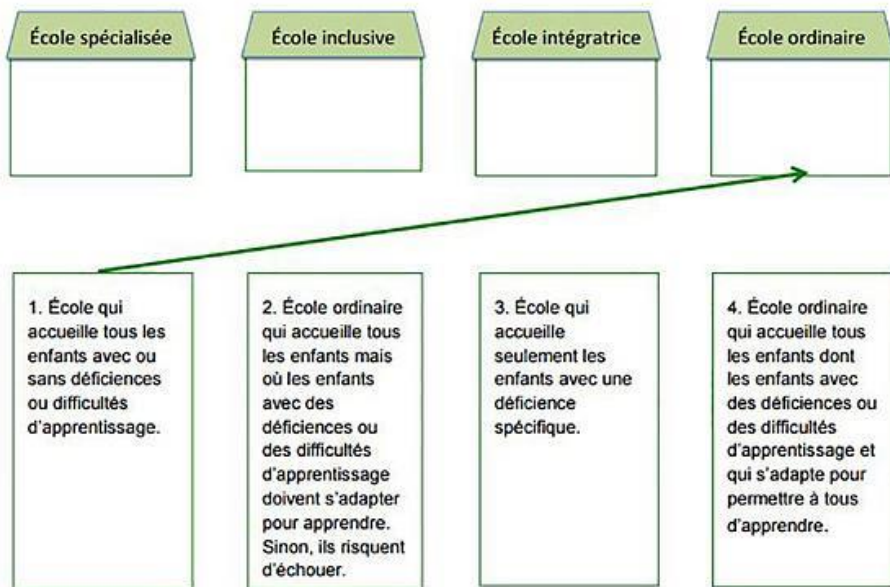 École spécialisée
École inclusive
École intégratrice
École ordinaire
1. École qui
accueille tous les
enfants avec ou
sans déficiences
ou difficultés
d'apprentissage.
2. École ordinaire
qui accueille tous
les enfants mais
où les enfants
avec des
déficiences ou
des difficultés
d'apprentissage
doivent s'adapter
pour apprendre.
Sinon, ils risquent
d'échouer.
3. École qui
accueille
seulement les
enfants avec une
déficience
spécifique.
4. École ordinaire
qui accueille tous
les enfants dont
les enfants avec
des déficiences ou
des difficultés
d'apprentissage et
qui s'adapte pour
permettre à tous
d'apprendre.